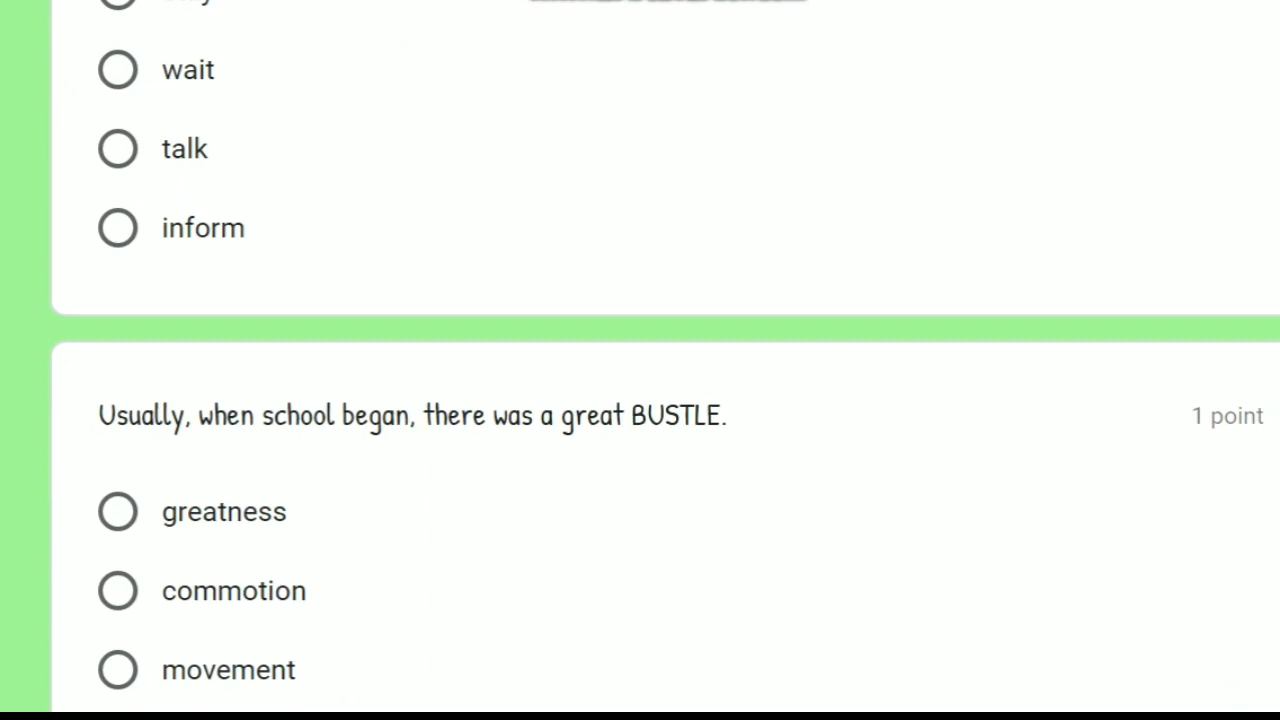 wait
talk
inform
Usually, when school began, there was a great BUSTLE.
1 point
greatness
commotion
movement